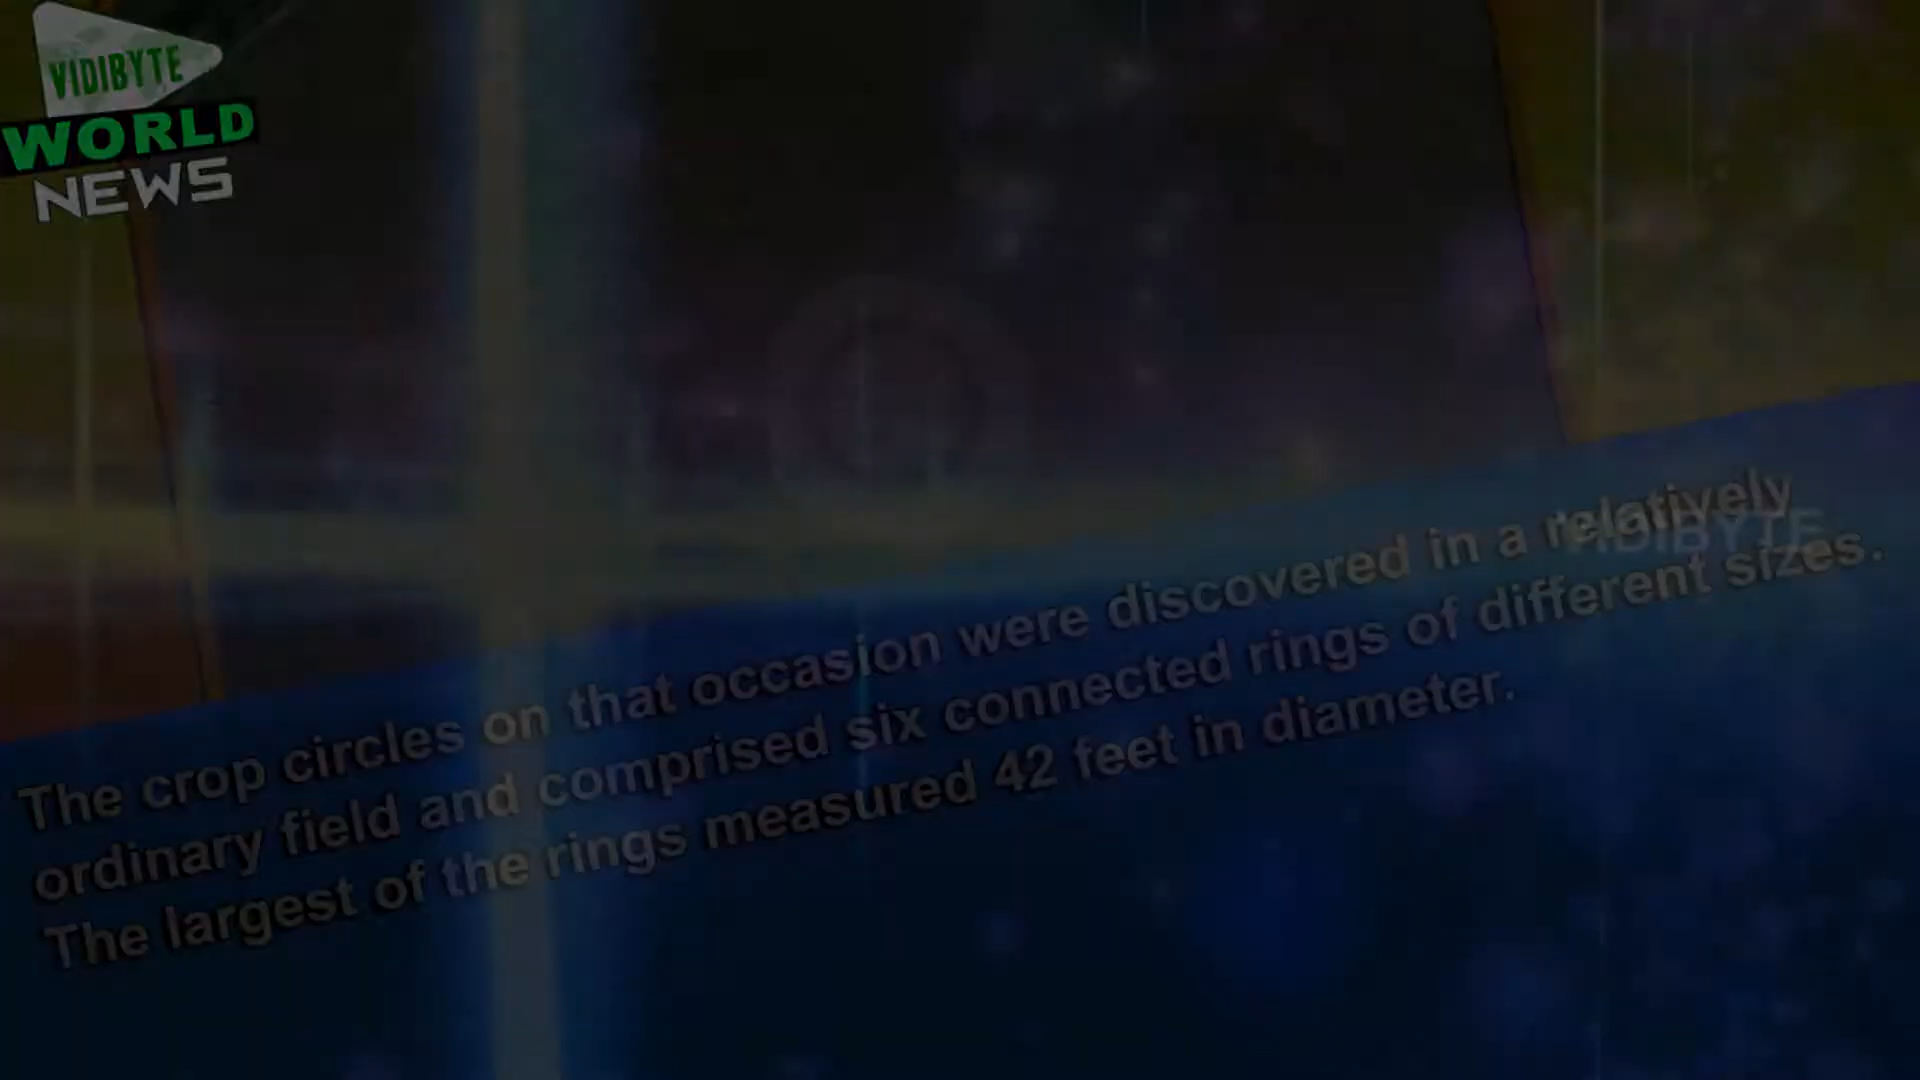 VIDIBYTE
WORLD
NEWS
The crop circles on that occasion were discovered in a relatively
VIDIBYTE
ordinary field and comprised six connected rings of different sizes.
The largest of the rings measured 42 feet in diameter.